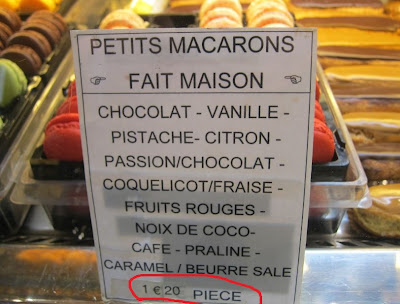 PETITS MACARONS
FAIT MAISON
CHOCOLAT - VANILLE -
PISTACHE- CITRON -
PASSION/CHOCOLAT -
COQUELICOT/FRAISE -
FRUITS ROUGES -
NOIX DE COCO-
CAFE - PRALINE -
CARAMEL / BEURRE SALE
1 € 20 PIECE